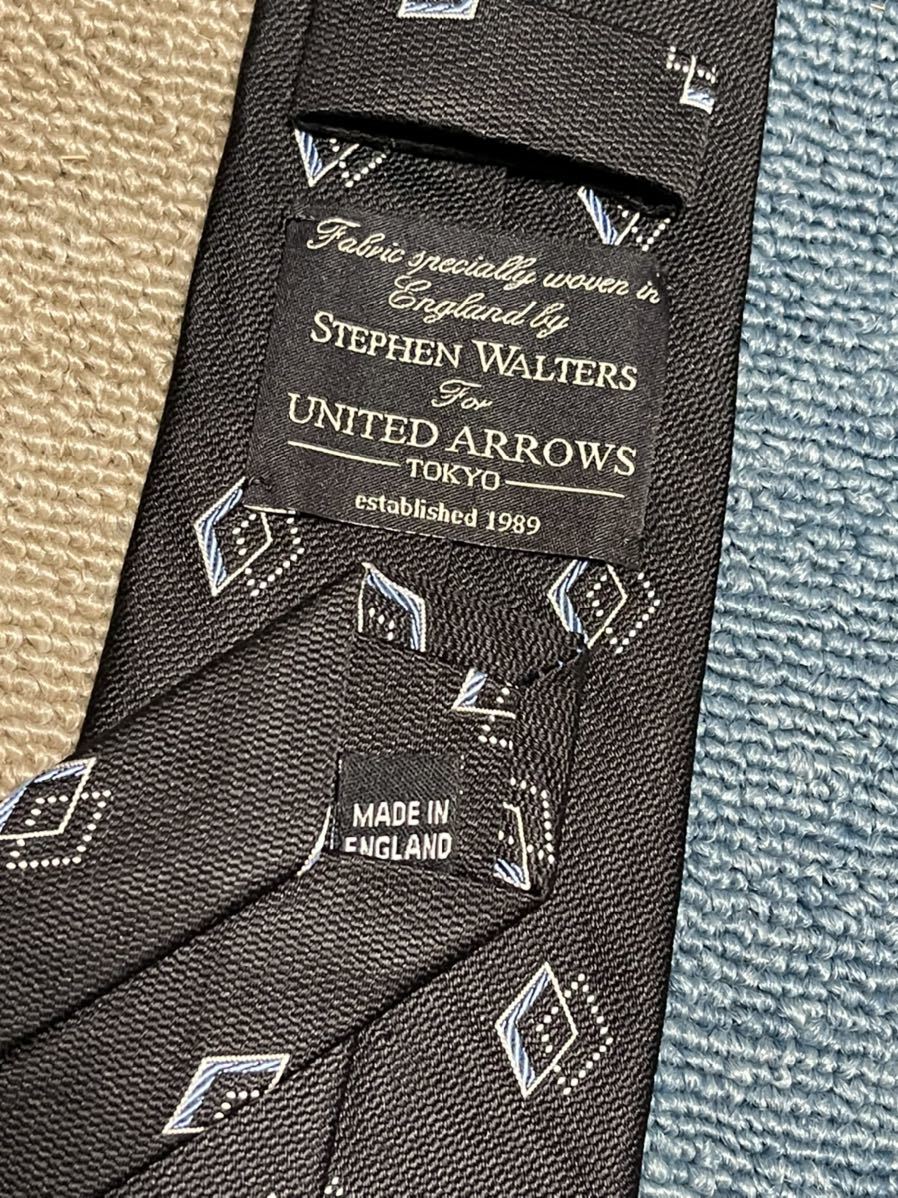 Fabric specially woven in
England by
STEPHEN WALTERS
For
UNITED ARROWS
TOKYO
established 1989
MADE IN
ENGLAND